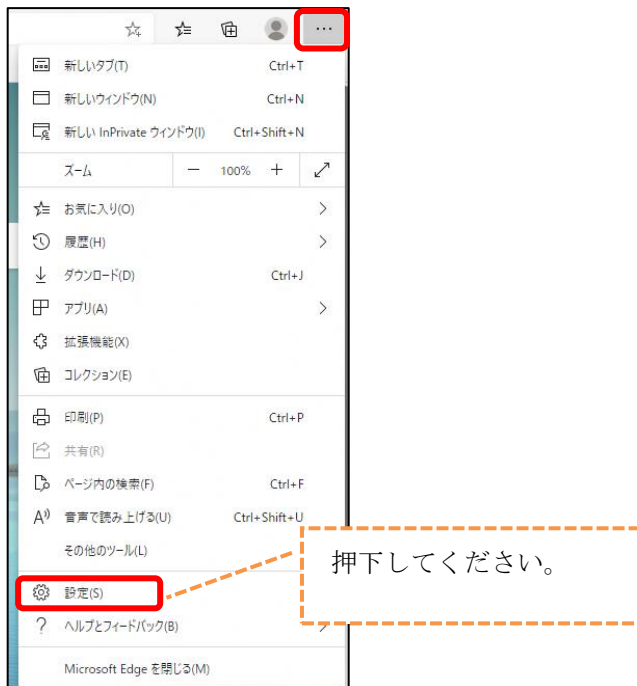 新しいタブ(T) Ctrl+T
新しいウィンドウ(N) Ctrl+N
新しい InPrivate ウィンドウ(I) Ctrl+Shift+N
ズーム − 100% +
お気に入り(O)
履歴(H)
ダウンロード(D) Ctrl+J
アプリ(A)
拡張機能(X)
コレクション(E)
印刷(P) Ctrl+P
共有(R)
ページ内の検索(F) Ctrl+F
音声で読み上げる(U) Ctrl+Shift+U
その他のツール(L)
押下してください。
設定(S)
ヘルプとフィードバック(B)
Microsoft Edge を閉じる(M)